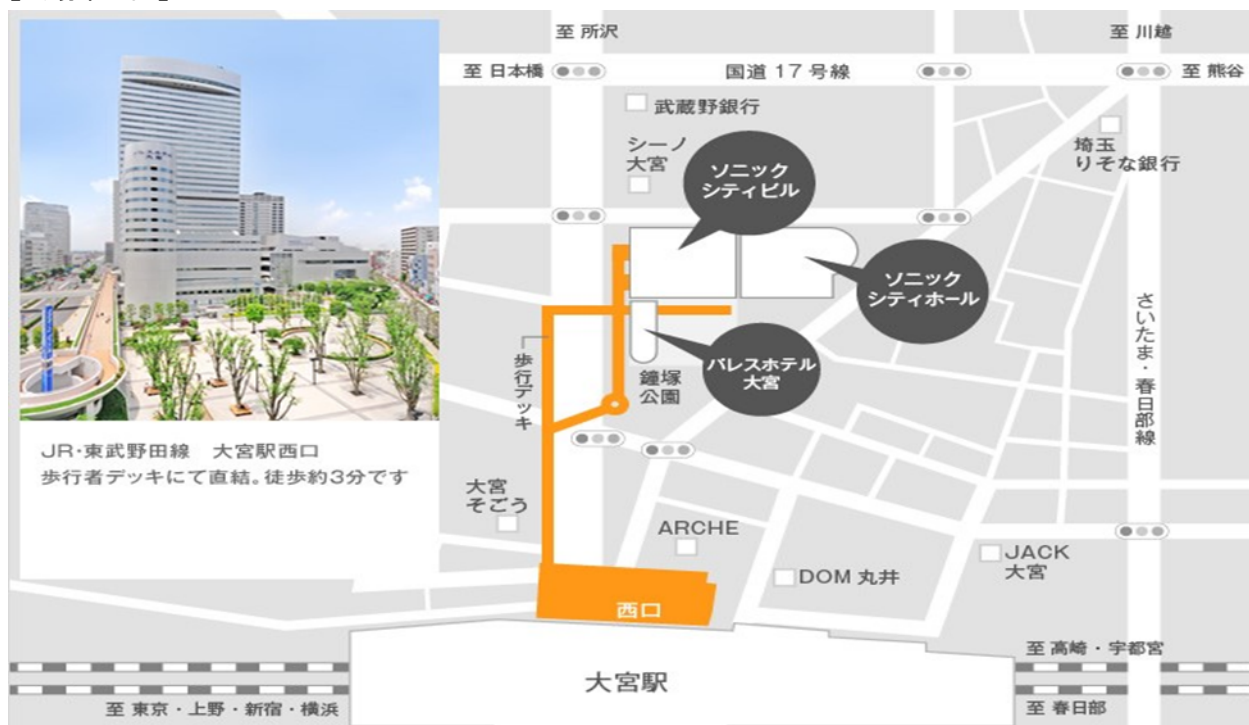 至 所沢
至 川越
至 日本橋
国道 17 号線
至 熊谷
武蔵野銀行
シーノ
大宮
ソニック
シティビル
埼玉
りそな銀行
ソニック
シティホール
さいたま・春日部線
パレスホテル
大宮
歩行デッキ
鐘塚
公園
JR・東武野田線　大宮駅西口
歩行者デッキにて直結。徒歩約3分です
大宮
そごう
ARCHE
DOM 丸井
JACK
大宮
西口
大宮駅
至 高崎・宇都宮
至 東京・上野・新宿・横浜
至 春日部